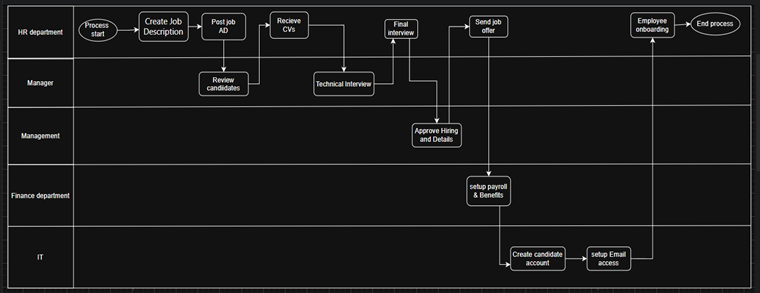 HR department
Process
start
Create Job
Description
Post job
AD
Recieve
CVs
Final
interview
Send job
offer
Employee
onboarding
End process
Manager
Review
candiidates
Technical Interview
Management
Approve Hiring
and Details
Finance department
setup payroll
& Benefits
IT
Create candidate
account
setup Email
access